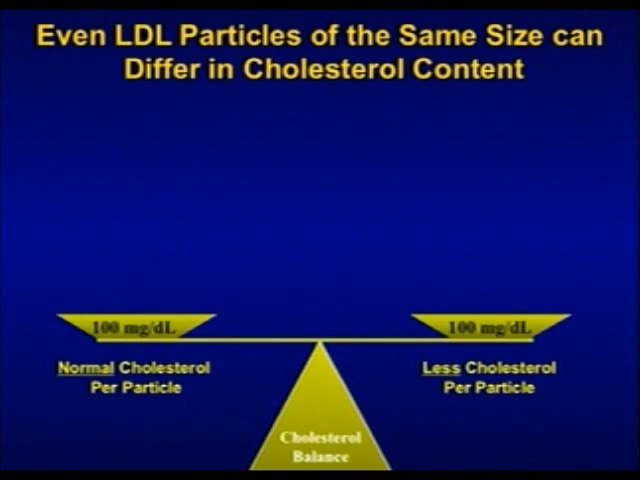 Even LDL Particles of the Same Size can
Differ in Cholesterol Content
100 mg/dL
100 mg/dL
Normal Cholesterol
Per Particle
Less Cholesterol
Per Particle
Cholesterol
Balance